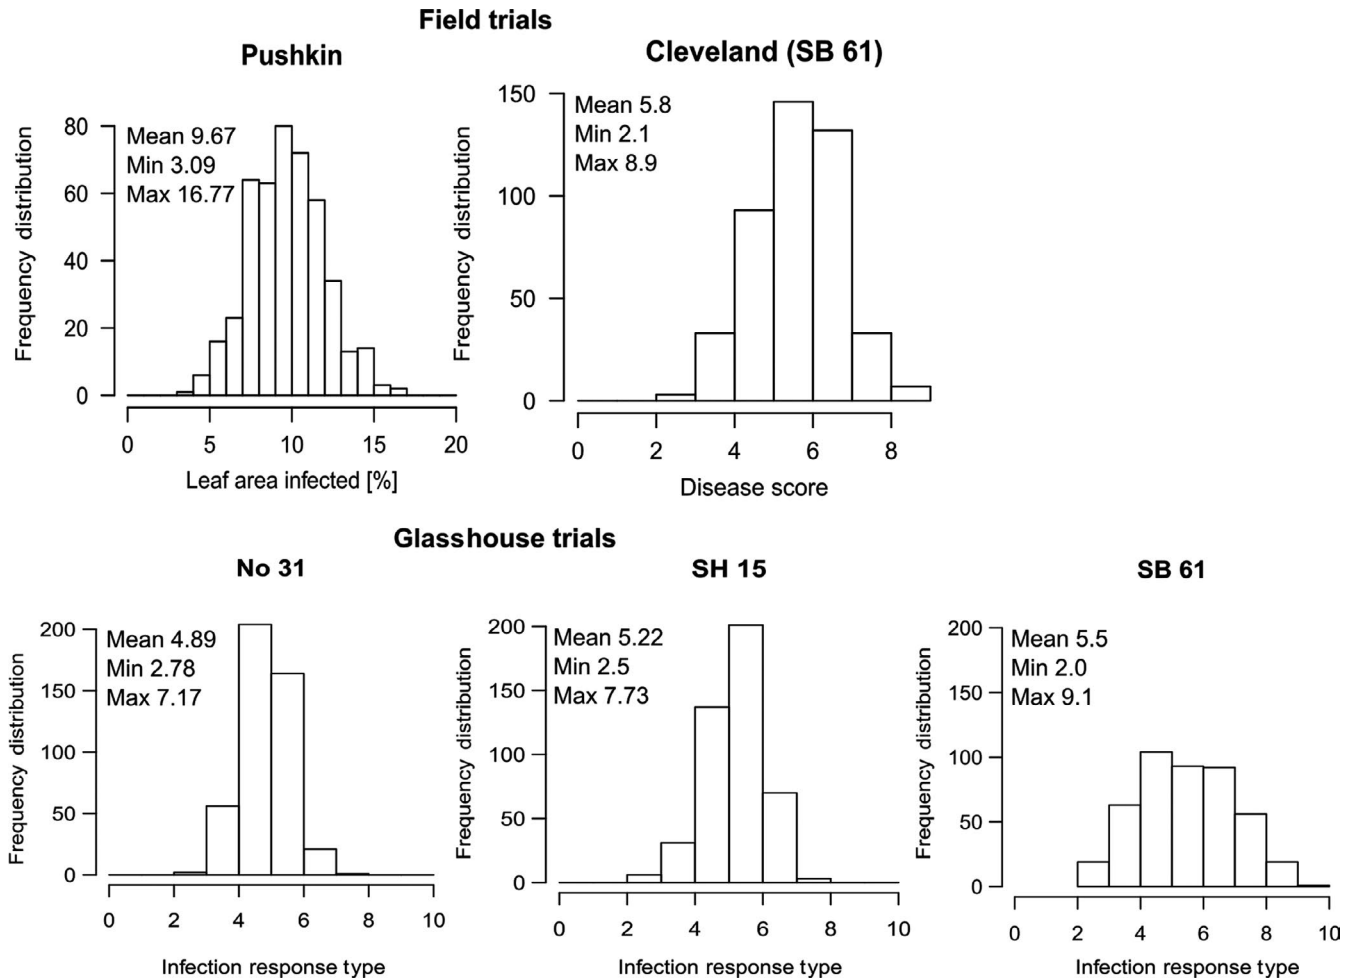 Field trials
Pushkin
Frequency distribution
80
60
40
20
0
Mean 9.67
Min 3.09
Max 16.77
0 5 10 15 20
Leaf area infected [%]
Cleveland (SB 61)
Frequency distribution
150
100
50
0
Mean 5.8
Min 2.1
Max 8.9
0 2 4 6 8
Disease score
Glasshouse trials
No 31
Frequency distribution
200
150
100
50
0
Mean 4.89
Min 2.78
Max 7.17
0 2 4 6 8 10
Infection response type
SH 15
Frequency distribution
200
150
100
50
0
Mean 5.22
Min 2.5
Max 7.73
0 2 4 6 8 10
Infection response type
SB 61
Frequency distribution
200
150
100
50
0
Mean 5.5
Min 2.0
Max 9.1
0 2 4 6 8 10
Infection response type